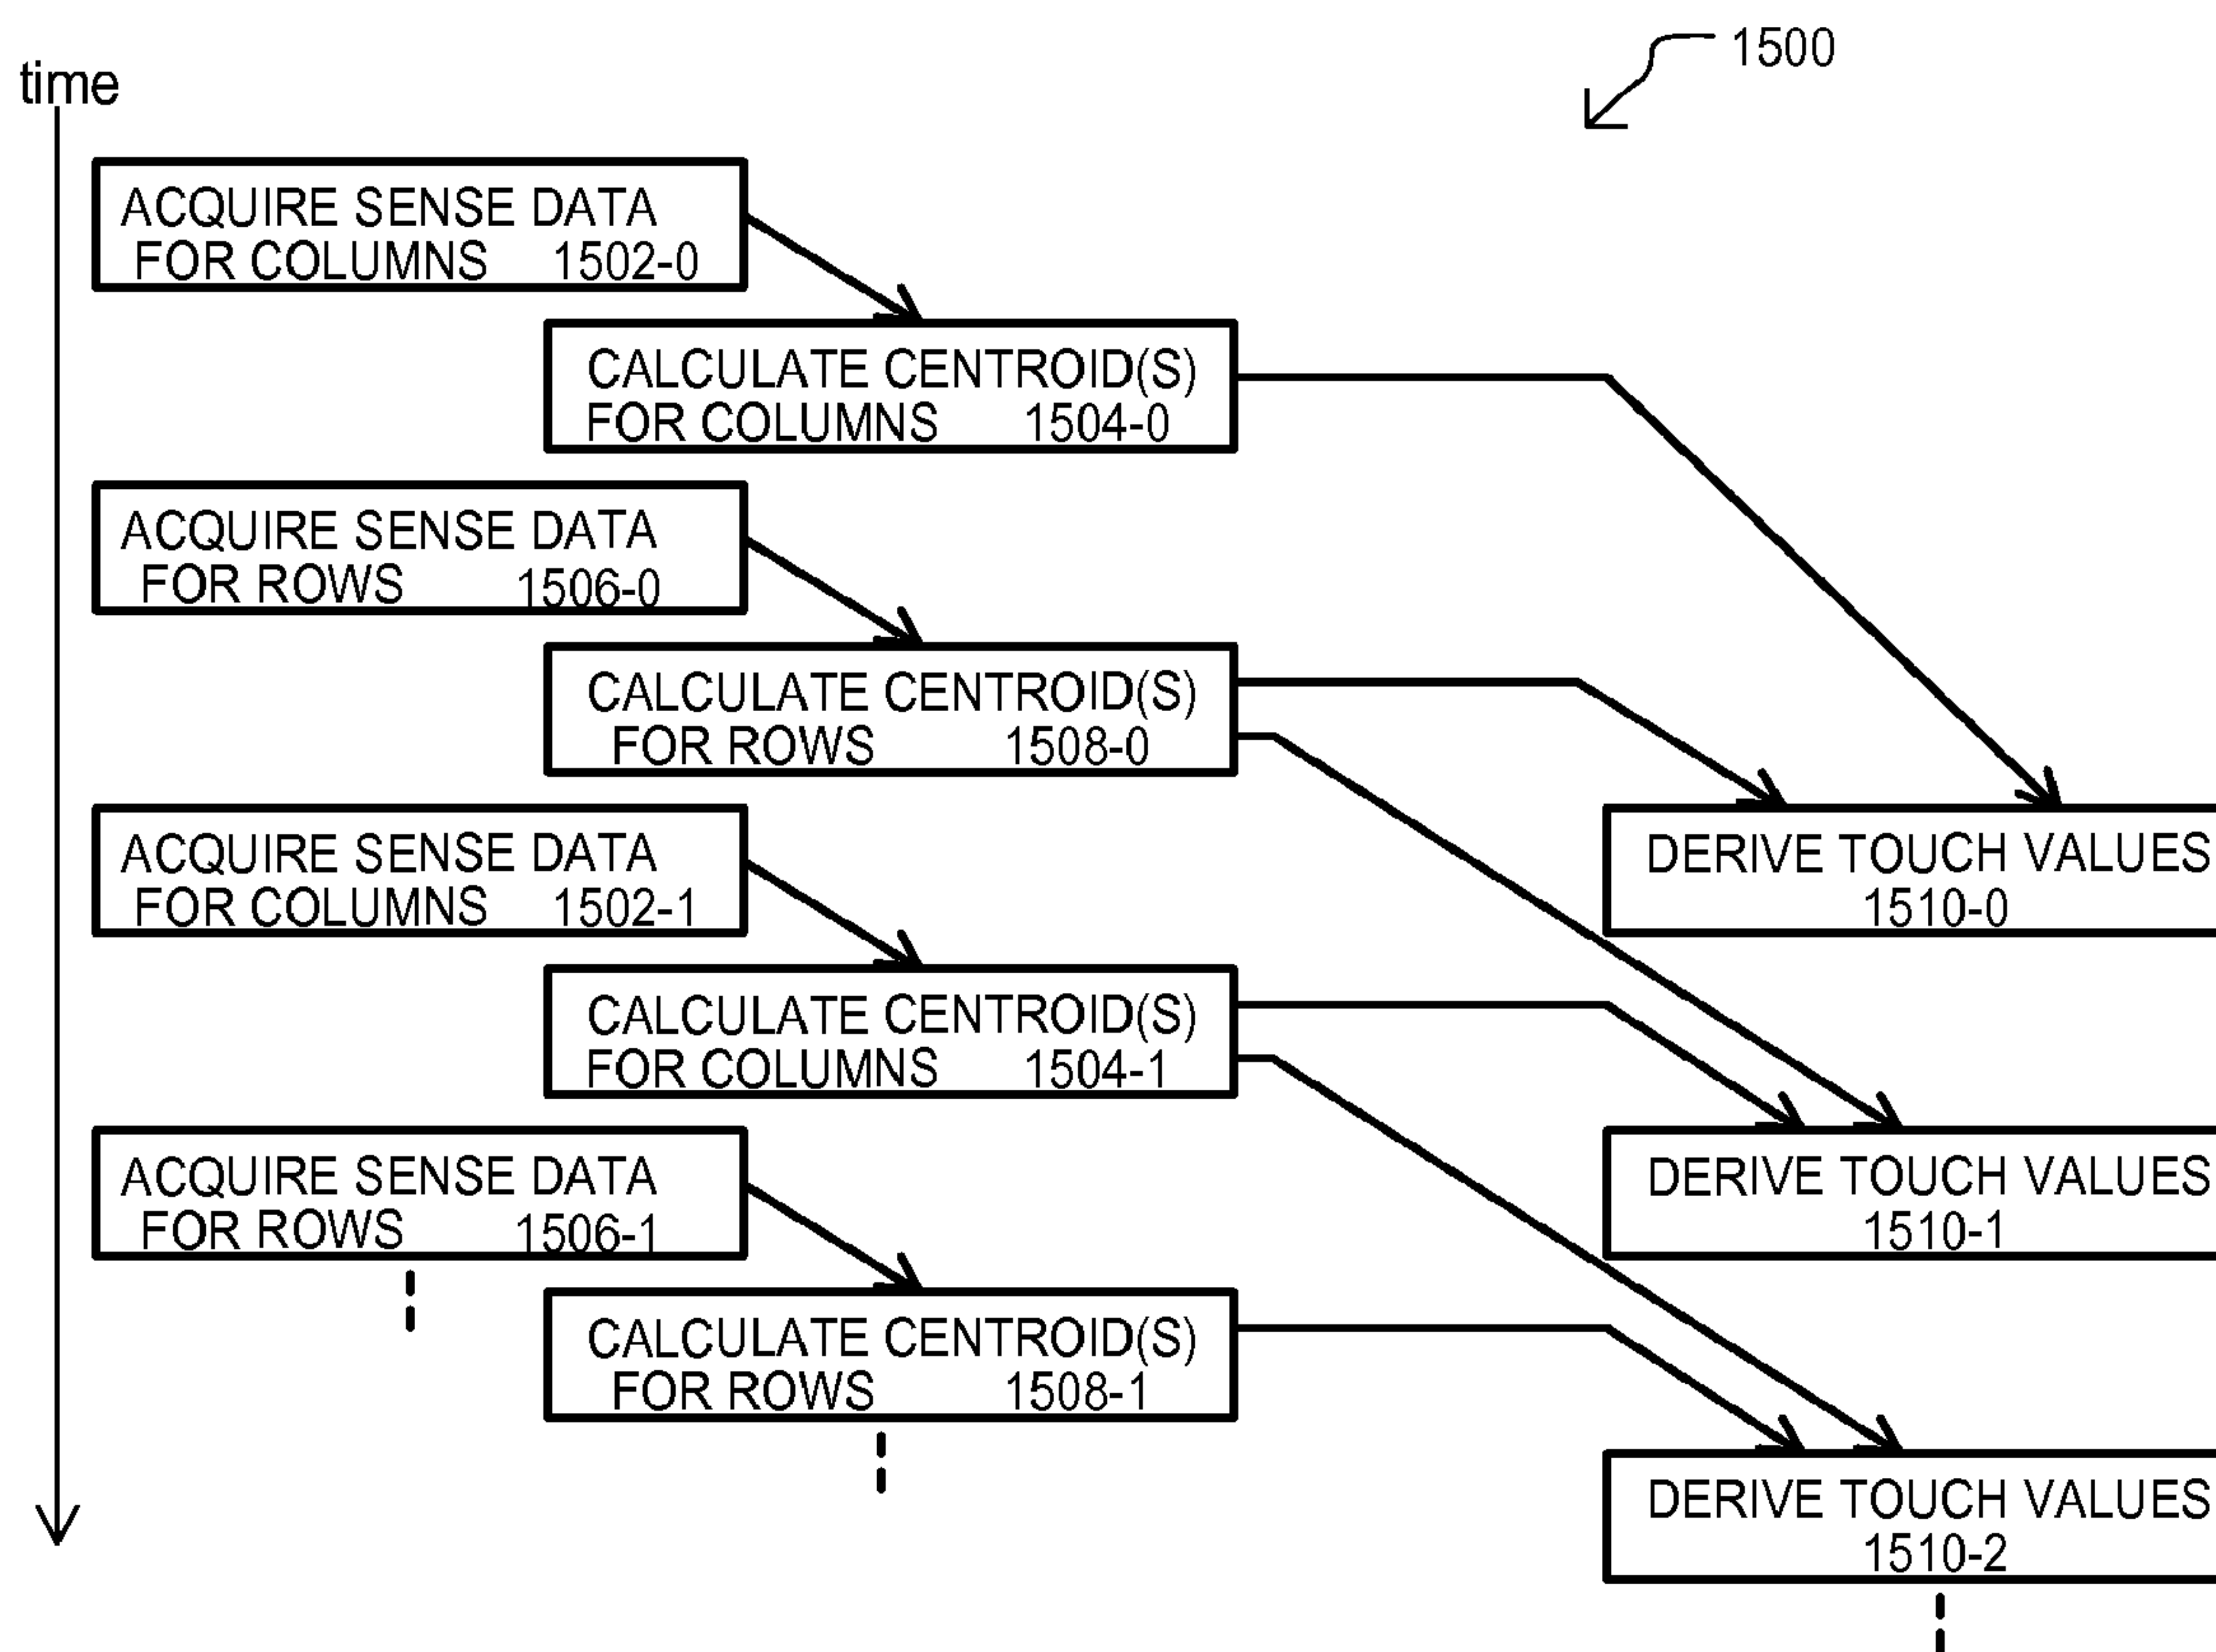 1500
time
ACQUIRE SENSE DATA
FOR COLUMNS 1502-0
CALCULATE CENTROID(S)
FOR COLUMNS 1504-0
ACQUIRE SENSE DATA
FOR ROWS 1506-0
CALCULATE CENTROID(S)
FOR ROWS 1508-0
ACQUIRE SENSE DATA
FOR COLUMNS 1502-1
DERIVE TOUCH VALUES
1510-0
CALCULATE CENTROID(S)
FOR COLUMNS 1504-1
ACQUIRE SENSE DATA
FOR ROWS 1506-1
DERIVE TOUCH VALUES
1510-1
CALCULATE CENTROID(S)
FOR ROWS 1508-1
DERIVE TOUCH VALUES
1510-2